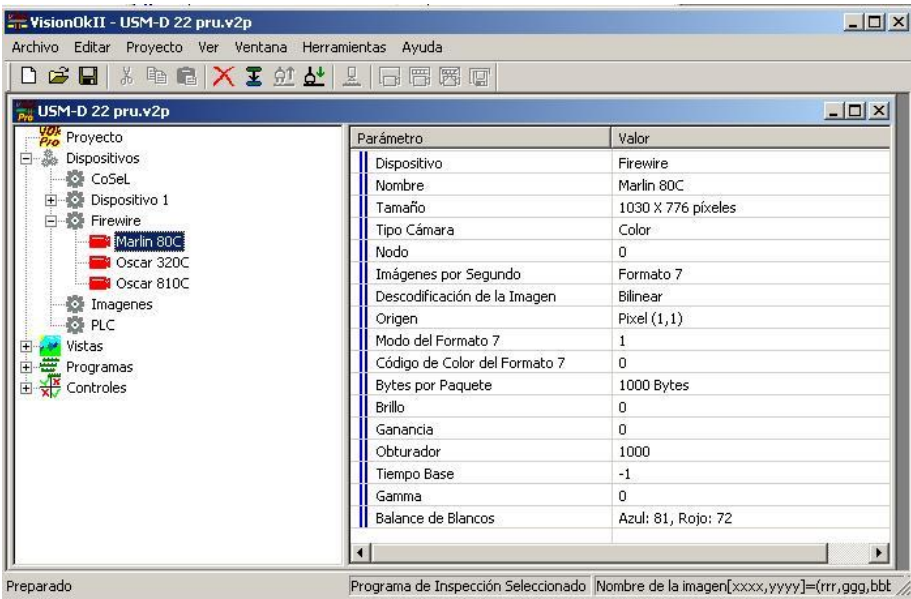 VisionOkII - USM-D 22 pru.v2p
Archivo Editar Proyecto Ver Ventana Herramientas Ayuda
USM-D 22 pru.v2p
Proyecto
Dispositivos
CoSeL
Dispositivo 1
Firewire
Marlin 80C
Oscar 320C
Oscar 810C
Imagenes
PLC
Vistas
Programas
Controles
Parámetro Valor
Dispositivo Firewire
Nombre Marlin 80C
Tamaño 1030 X 776 píxeles
Tipo Cámara Color
Nodo 0
Imágenes por Segundo Formato 7
Descodificación de la Imagen Bilinear
Origen Pixel (1,1)
Modo del Formato 7 1
Código de Color del Formato 7 0
Bytes por Paquete 1000 Bytes
Brillo 0
Ganancia 0
Obturador 1000
Tiempo Base -1
Gamma 0
Balance de Blancos Azul: 81, Rojo: 72
Preparado Programa de Inspección Seleccionado Nombre de la imagen[xxxx,yyyy]=(rrr,ggg,bbb